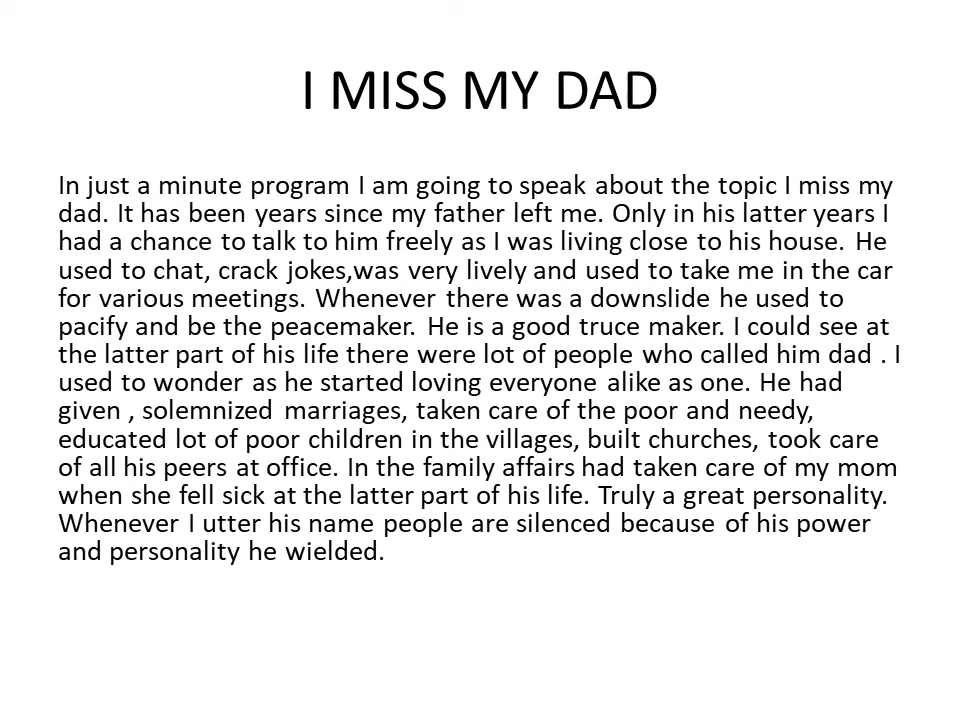 I MISS MY DAD
In just a minute program I am going to speak about the topic I miss my
dad. It has been years since my father left me. Only in his latter years I
had a chance to talk to him freely as I was living close to his house. He
used to chat, crack jokes,was very lively and used to take me in the car
for various meetings. Whenever there was a downslide he used to
pacify and be the peacemaker. He is a good truce maker. I could see at
the latter part of his life there were lot of people who called him dad . I
used to wonder as he started loving everyone alike as one. He had
given , solemnized marriages, taken care of the poor and needy,
educated lot of poor children in the villages, built churches, took care
of all his peers at office. In the family affairs had taken care of my mom
when she fell sick at the latter part of his life. Truly a great personality.
Whenever I utter his name people are silenced because of his power
and personality he wielded.